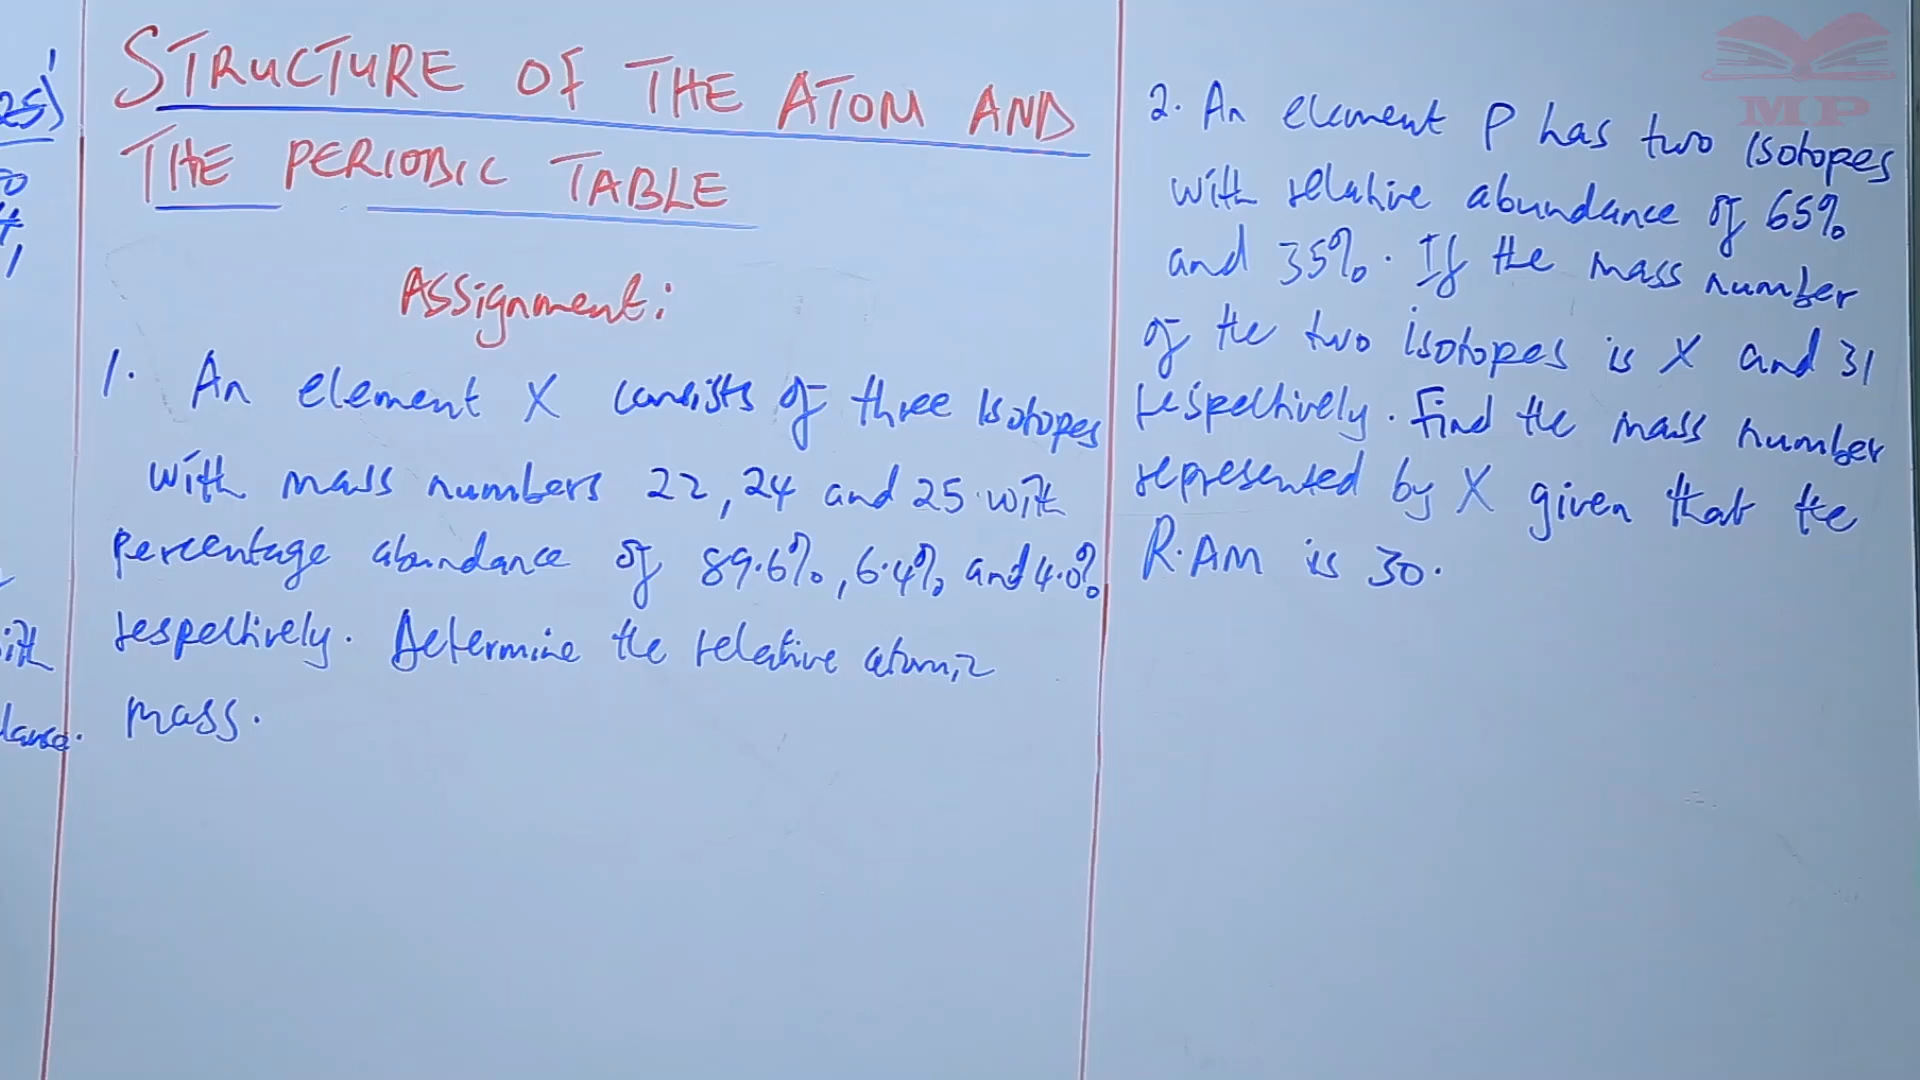 25)
STRUCTURE OF THE ATOM AND
THE PERIODIC TABLE
Assignment:
1. An element X consists of three Isotopes
with mass numbers 22, 24 and 25 with
percentage abundance of 89.6%, 6.4% and 4.0%
respectively. Determine the relative atomic
mass.
2. An element P has two isotopes
with relative abundance of 65%
and 35%. If the mass number
of the two isotopes is X and 31
respectively. Find the mass number
represented by X given that the
R.AM is 30.
MP